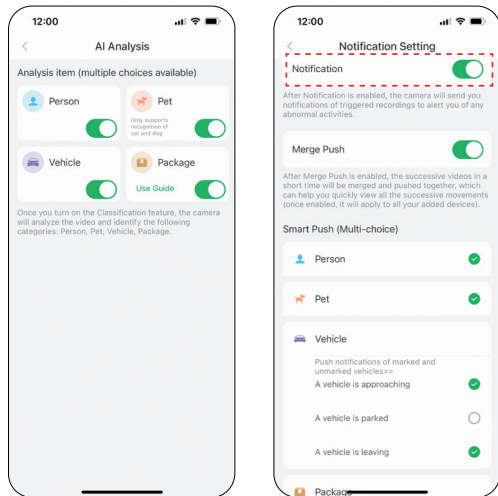 12:00
AI Analysis
Analysis item (multiple choices available)
Person
Pet
Only supports
recognition of
cat and dog
Vehicle
Package
Use Guide
Once you turn on the Classification feature, the camera
will analyze the video and identify the following
categories: Person, Pet, Vehicle, Package.
12:00
Notification Setting
Notification
After Notification is enabled, the camera will send you
notifications of triggered recordings to alert you of any
abnormal activities.
Merge Push
After Merge Push is enabled, the successive videos in a
short time will be merged and pushed together, which
can help you quickly view all the successive movements
(once enabled, it will apply to all your added devices).
Smart Push (Multi-choice)
Person
Pet
Vehicle
Push notifications of marked and
unmarked vehicles>>
A vehicle is approaching
A vehicle is parked
A vehicle is leaving
Package